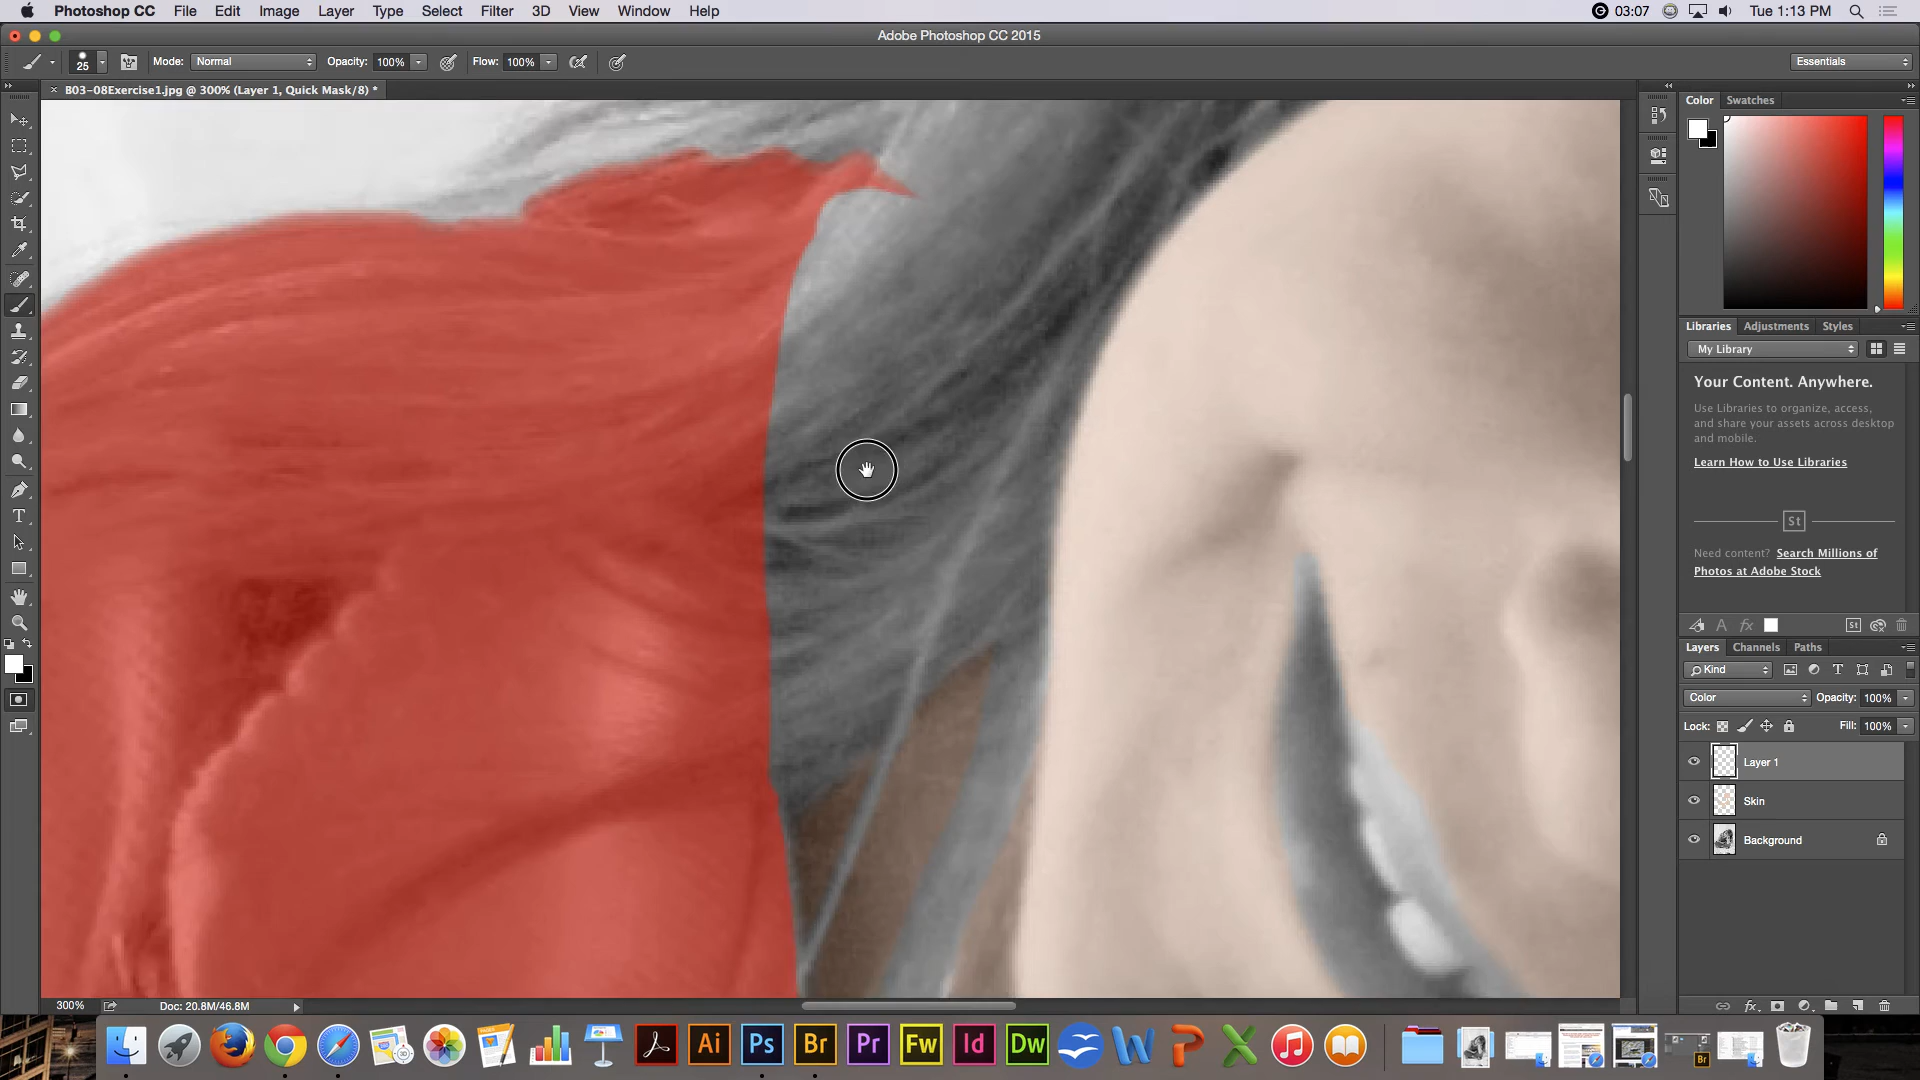 Photoshop CC File Edit Image Layer Type Select Filter 3D View Window Help 03:07 Tue 1:13 PM
Adobe Photoshop CC 2015
25 Mode: Normal Opacity: 100% Flow: 100% Essentials
B03-08Exercise1.jpg @ 300% (Layer 1, Quick Mask/8) *
Color Swatches
Libraries Adjustments Styles
My Library
Your Content. Anywhere.
Use Libraries to organize, access,
and share your assets across desktop
and mobile.
Learn How to Use Libraries
St
Need content? Search Millions of
Photos at Adobe Stock
A fx St
Layers Channels Paths
Kind T
Color Opacity: 100%
Lock: Fill: 100%
Layer 1
Skin
Background
T
300% Doc: 20.8M/46.8M fx
Ai Ps Br Pr Fw Id Dw W P X Br